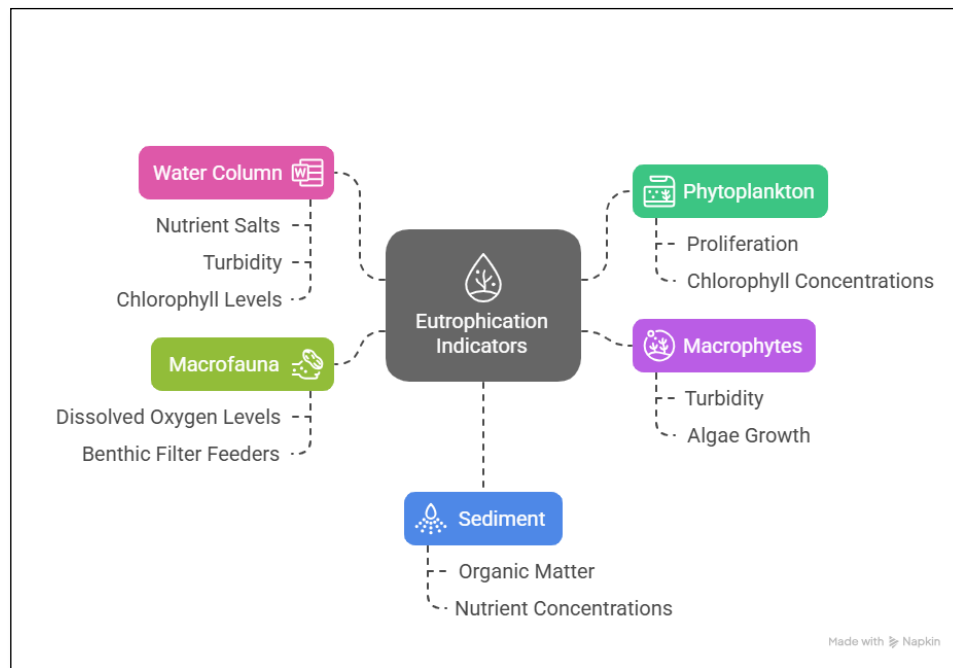 Water Column
Nutrient Salts
Turbidity
Chlorophyll Levels
Macrofauna
Dissolved Oxygen Levels
Benthic Filter Feeders
Eutrophication
Indicators
Phytoplankton
Proliferation
Chlorophyll Concentrations
Macrophytes
Turbidity
Algae Growth
Sediment
Organic Matter
Nutrient Concentrations
Made with Napkin